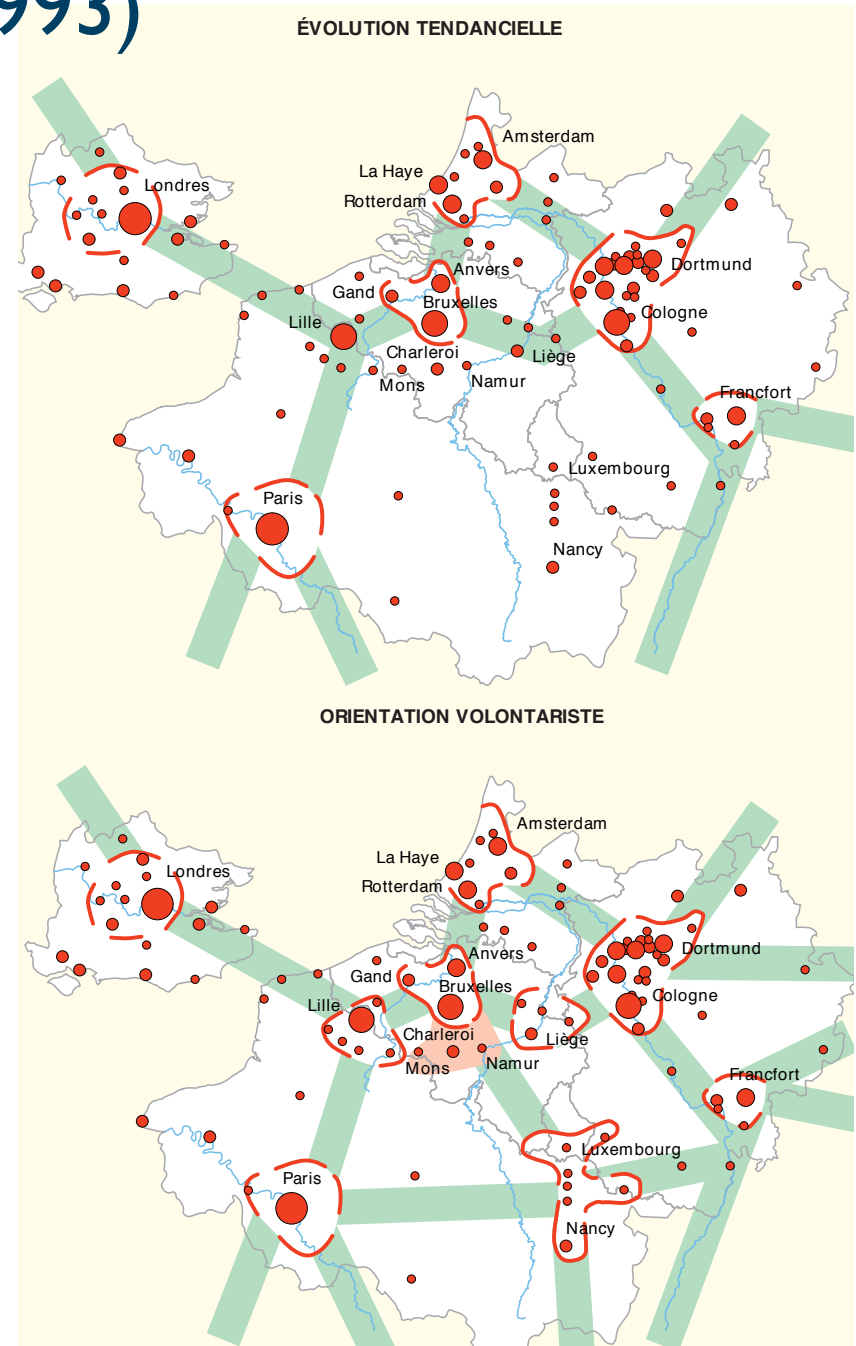 993)
ÉVOLUTION TENDANCIELLE
Amsterdam
La Haye
Londres
Rotterdam
Dortmund
Anvers
Gand
Bruxelles
Cologne
Lille
Charleroi
Liège
Mons
Namur
Francfort
Luxembourg
Paris
Nancy
ORIENTATION VOLONTARISTE
Amsterdam
La Haye
Londres
Rotterdam
Dortmund
Anvers
Gand
Bruxelles
Cologne
Lille
Charleroi
Liège
Mons
Namur
Francfort
Luxembourg
Paris
Nancy